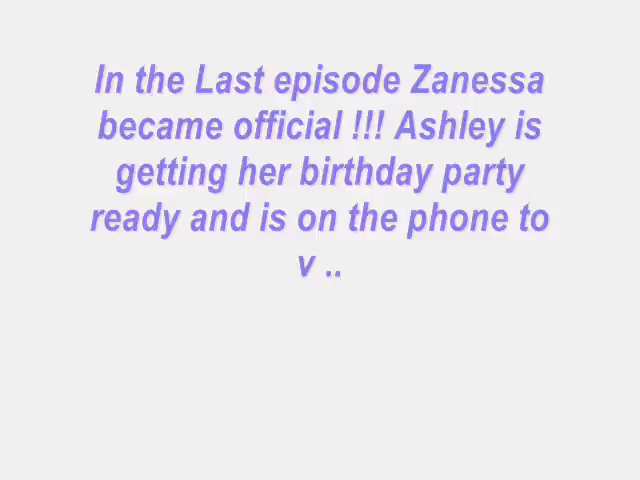 In the Last episode Zanessa
became official !!! Ashley is
getting her birthday party
ready and is on the phone to
v ..